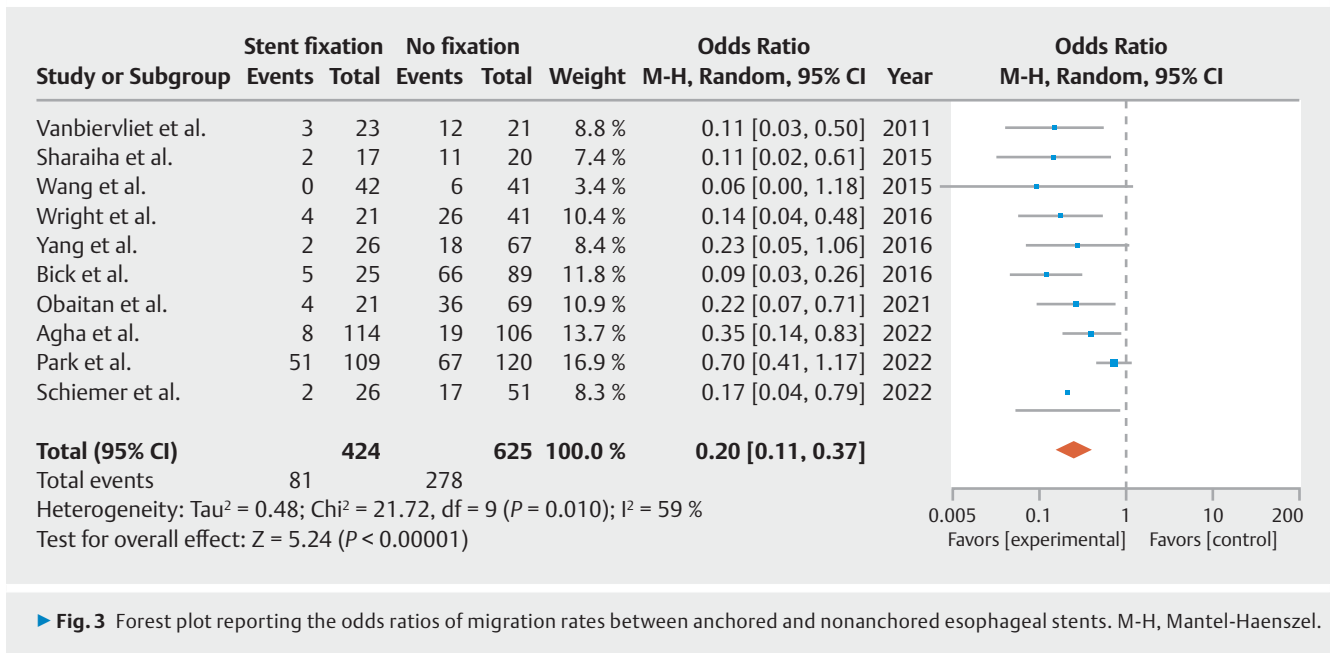 Stent fixation No fixation Odds Ratio Odds Ratio
Study or Subgroup Events Total Events Total Weight M-H, Random, 95% CI Year M-H, Random, 95% CI
Vanbiervliet et al. 3 23 12 21 8.8 % 0.11 [0.03, 0.50] 2011
Sharaiha et al. 2 17 11 20 7.4 % 0.11 [0.02, 0.61] 2015
Wang et al. 0 42 6 41 3.4 % 0.06 [0.00, 1.18] 2015
Wright et al. 4 21 26 41 10.4 % 0.14 [0.04, 0.48] 2016
Yang et al. 2 26 18 67 8.4 % 0.23 [0.05, 1.06] 2016
Bick et al. 5 25 66 89 11.8 % 0.09 [0.03, 0.26] 2016
Obaitan et al. 4 21 36 69 10.9 % 0.22 [0.07, 0.71] 2021
Agha et al. 8 114 19 106 13.7 % 0.35 [0.14, 0.83] 2022
Park et al. 51 109 67 120 16.9 % 0.70 [0.41, 1.17] 2022
Schiemer et al. 2 26 17 51 8.3 % 0.17 [0.04, 0.79] 2022
Total (95% CI) 424 625 100.0 % 0.20 [0.11, 0.37]
Total events 81 278
Heterogeneity: Tau² = 0.48; Chi² = 21.72, df = 9 (P = 0.010); I² = 59 %
Test for overall effect: Z = 5.24 (P < 0.00001)
0.005 0.1 1 10 200
Favors [experimental] Favors [control]
▶ Fig. 3 Forest plot reporting the odds ratios of migration rates between anchored and nonanchored esophageal stents. M-H, Mantel-Haenszel.